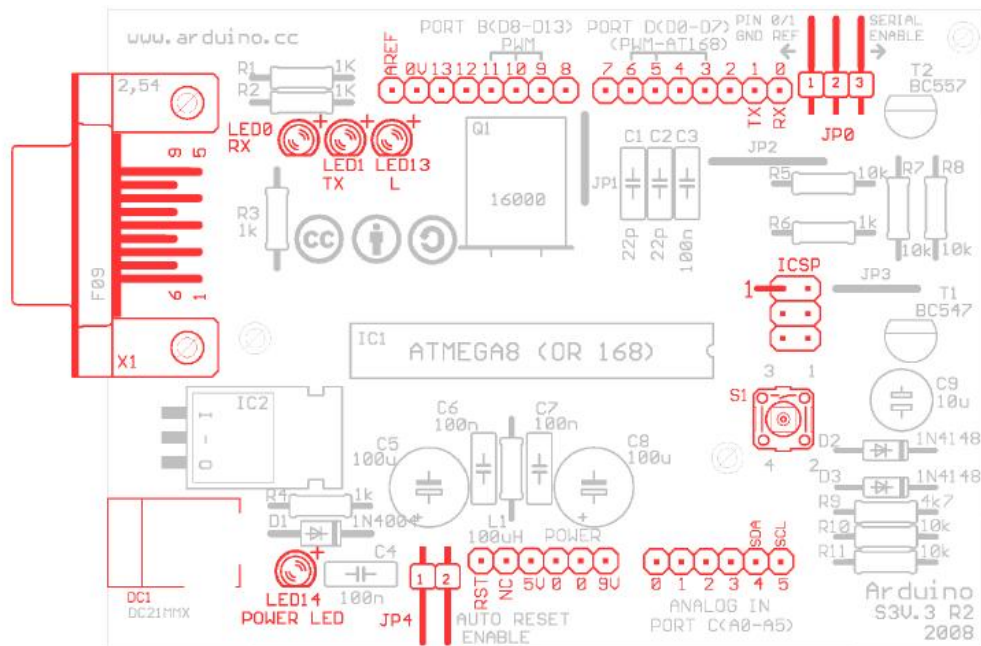 www.arduino.cc
PORT B(D8-D13)
PWM
PORT D(D0-D7)
(PWM-AT168)
PIN 0/1
GND REF
SERIAL
ENABLE
AREF 0V 13 12 11 10 9 8
7 6 5 4 3 2 1 0
TX
RX
1 2 3
JP0
T2
BC557
2,54
R1 1K
R2 1K
LED0
RX
LED1
TX
LED13
L
Q1
16000
JP1
C1 C2 C3
22p 22p 100n
JP2
R5 10k
R6 1k
R7
10k
R8
10k
R3
1k
cc
9 5
6 1
F09
X1
ICSP
1
JP3
T1
BC547
IC1
ATMEGA8 (OR 168)
3 1
S1
4 2
C9
10u
IC2
I
O
C6
100n
C7
100n
C5
100u
C8
100u
D2 1N4148
D3 1N4148
R9 4k7
R10 10k
R11 10k
R4 1k
D1 1N4004
L1
100uH
POWER
C4
100n
DC1
DC21MMX
LED14
POWER LED
1 2
JP4
RST NC 5V 0 0 9V
AUTO RESET
ENABLE
SDA SCL
0 1 2 3 4 5
ANALOG IN
PORT C(A0-A5)
Arduino
S3V.3 R2
2008